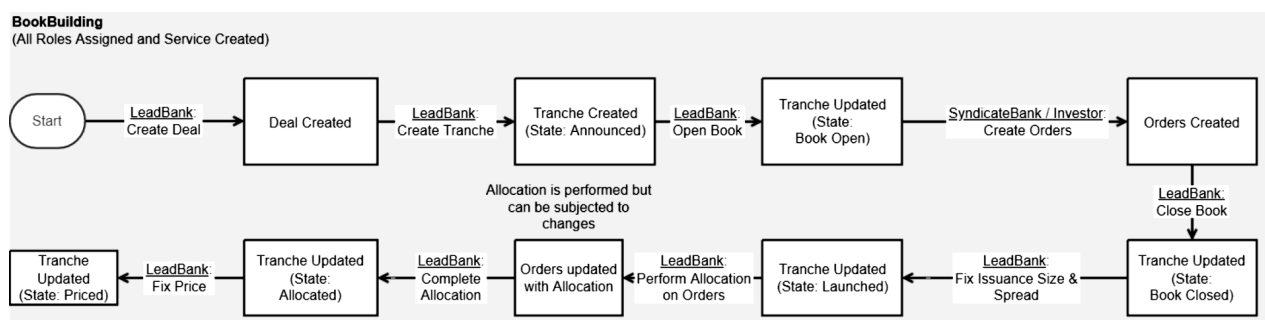 BookBuilding
(All Roles Assigned and Service Created)
Start
LeadBank:
Create Deal
Deal Created
LeadBank:
Create Tranche
Tranche Created
(State: Announced)
LeadBank:
Open Book
Tranche Updated
(State:
Book Open)
SyndicateBank / Investor:
Create Orders
Orders Created
LeadBank:
Close Book
Tranche Updated
(State:
Book Closed)
LeadBank:
Fix Issuance Size &
Spread
Tranche Updated
(State: Launched)
LeadBank:
Perform Allocation
on Orders
Allocation is performed but
can be subjected to
changes
Orders updated
with Allocation
LeadBank:
Complete
Allocation
Tranche Updated
(State:
Allocated)
LeadBank:
Fix Price
Tranche
Updated
(State: Priced)